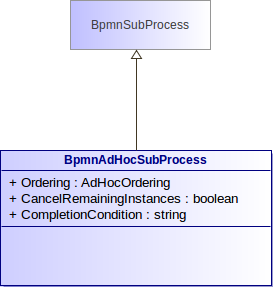 BpmnSubProcess
BpmnAdHocSubProcess
+ Ordering : AdHocOrdering
+ CancelRemainingInstances : boolean
+ CompletionCondition : string